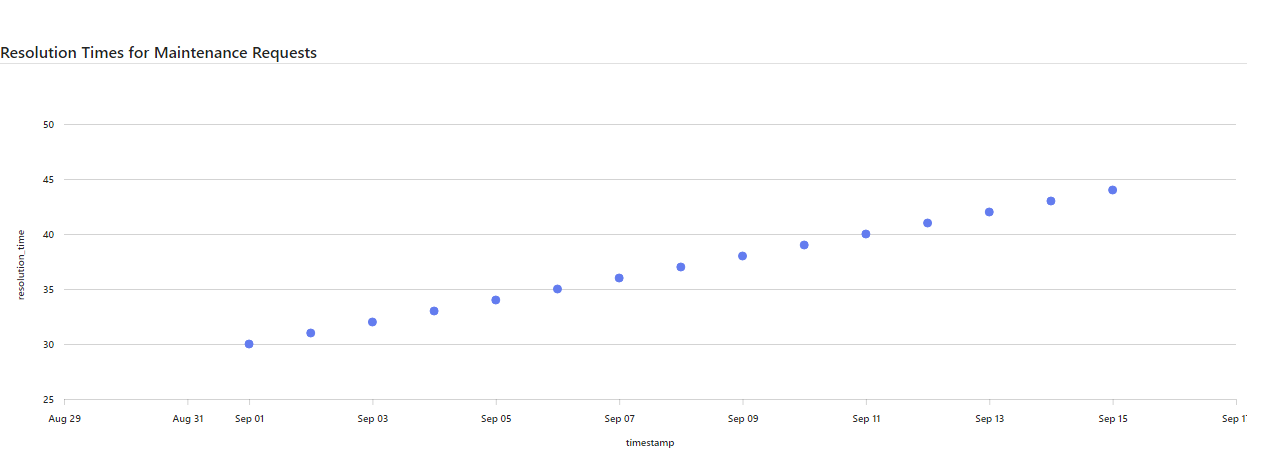 Resolution Times for Maintenance Requests
50
45
40
35
30
25
resolution_time
Aug 29 Aug 31 Sep 01 Sep 03 Sep 05 Sep 07 Sep 09 Sep 11 Sep 13 Sep 15 Sep
timestamp